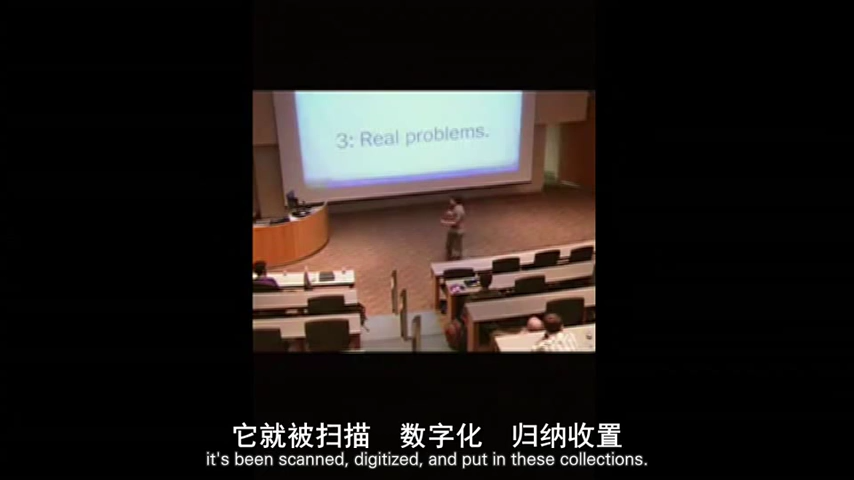 3: Real problems.
它就被扫描 数字化 归纳收置
it's been scanned, digitized, and put in these collections.